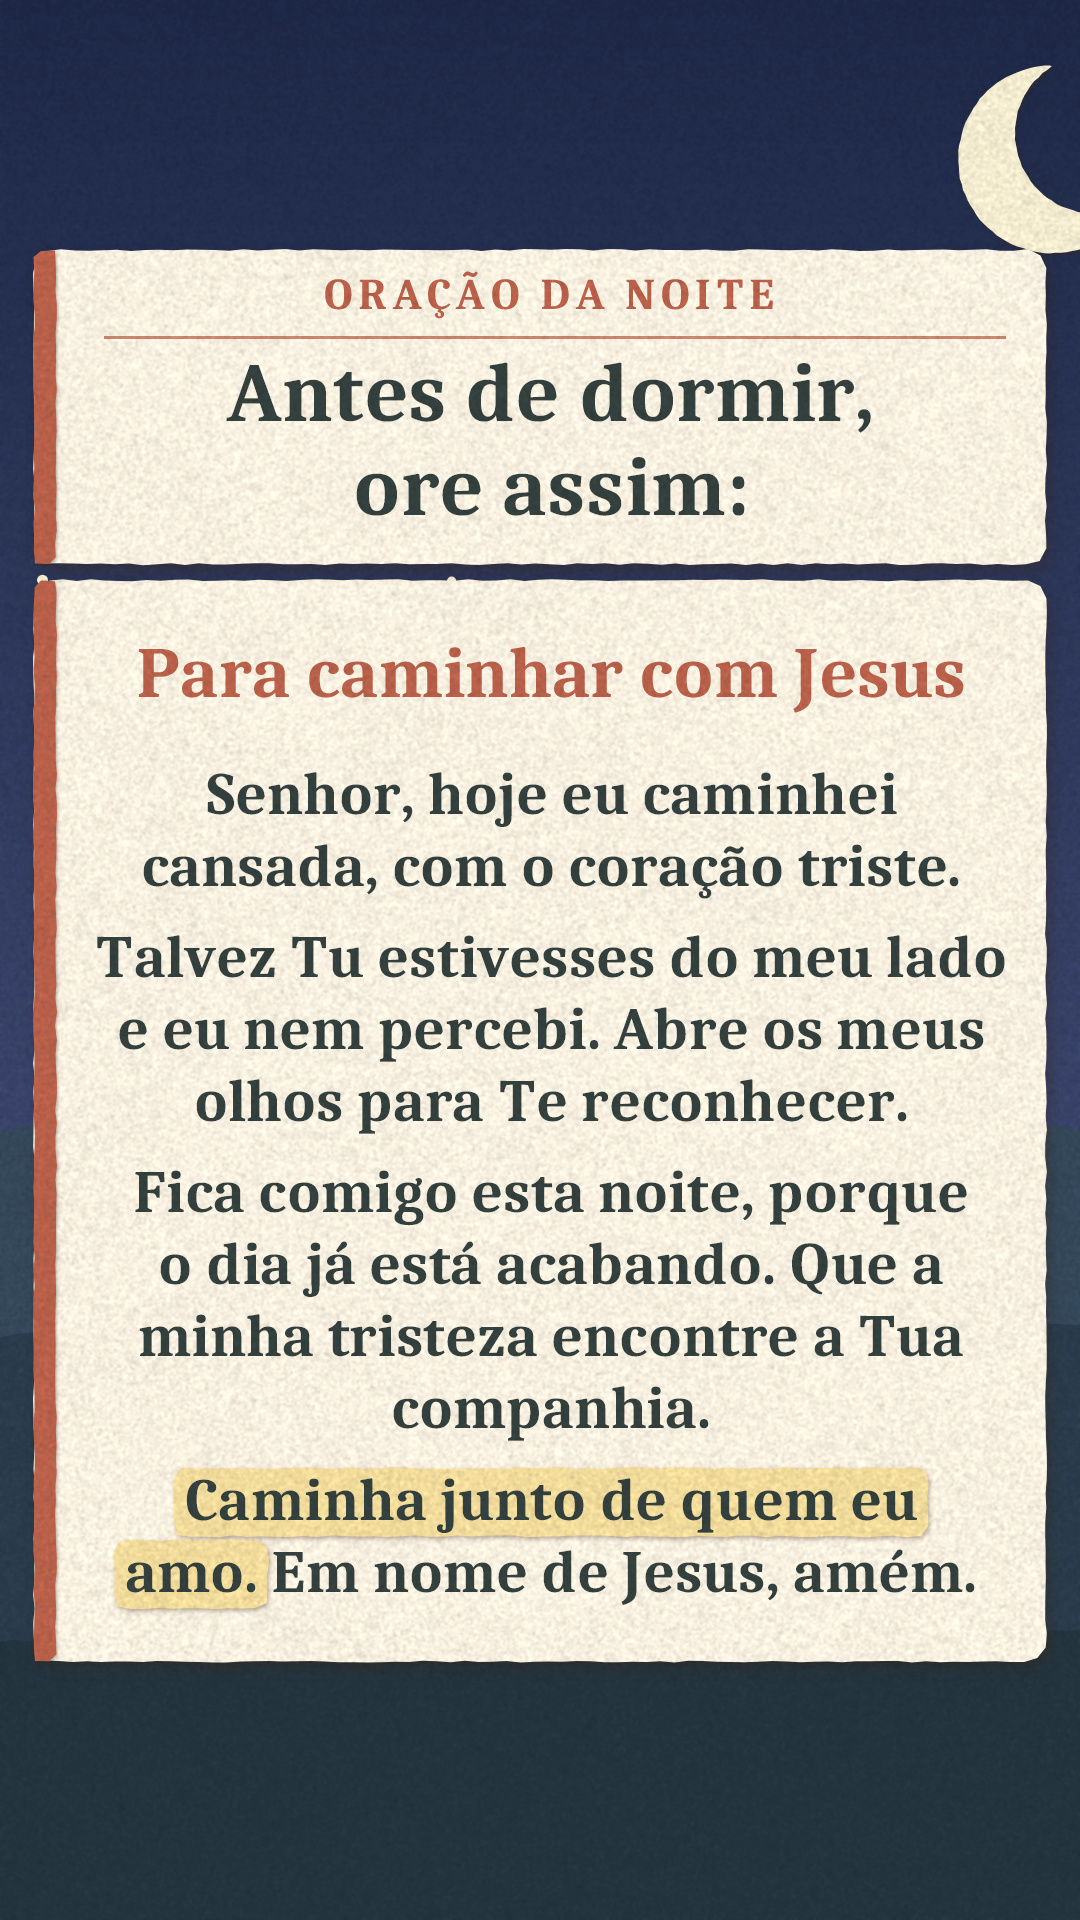 ORAÇÃO DA NOITE
Antes de dormir,
ore assim:
Para caminhar com Jesus
Senhor, hoje eu caminhei
cansada, com o coração triste.
Talvez Tu estivesses do meu lado
e eu nem percebi. Abre os meus
olhos para Te reconhecer.
Fica comigo esta noite, porque
o dia já está acabando. Que a
minha tristeza encontre a Tua
companhia.
Caminha junto de quem eu
amo. Em nome de Jesus, amém.